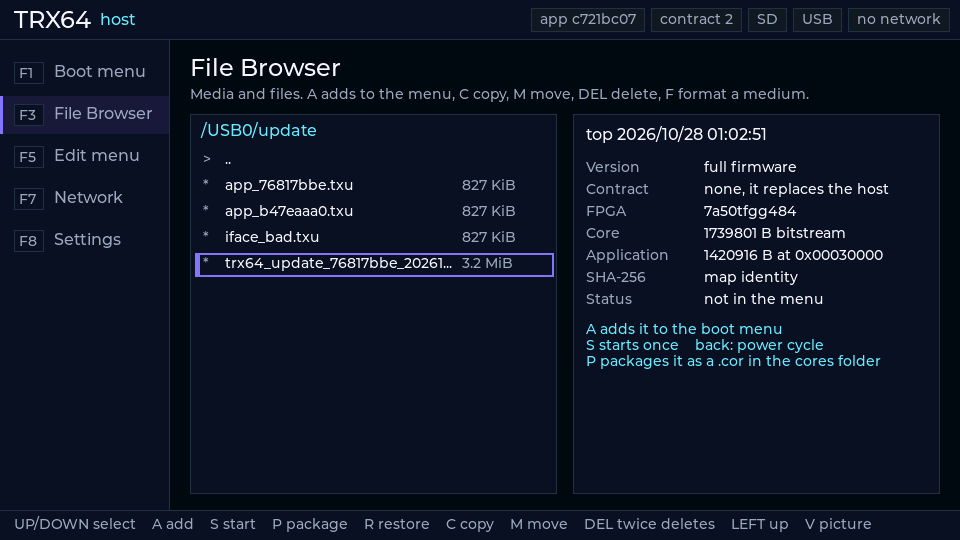 TRX64 host
app c721bc07 contract 2 SD USB no network
F1 Boot menu
F3 File Browser
F5 Edit menu
F7 Network
F8 Settings
File Browser
Media and files. A adds to the menu, C copy, M move, DEL delete, F format a medium.
/USB0/update
> ..
* app_76817bbe.txu 827 KiB
* app_b47eaaa0.txu 827 KiB
* iface_bad.txu 827 KiB
* trx64_update_76817bbe_20261... 3.2 MiB
top 2026/10/28 01:02:51
Version full firmware
Contract none, it replaces the host
FPGA 7a50tfgg484
Core 1739801 B bitstream
Application 1420916 B at 0x00030000
SHA-256 map identity
Status not in the menu
A adds it to the boot menu
S starts once back: power cycle
P packages it as a .cor in the cores folder
UP/DOWN select A add S start P package R restore C copy M move DEL twice deletes LEFT up V picture